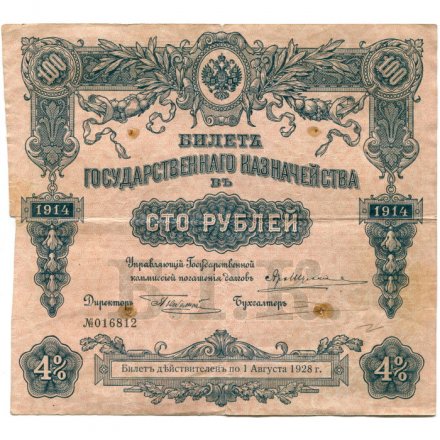 100 100
БИЛЕТЪ
ГОСУДАРСТВЕННАГО КАЗНАЧЕЙСТВА
ВЪ
1914 СТО РУБЛЕЙ 1914
Управляющій Государственной
коммиссіей погашенія долговъ
Директоръ Бухгалтеръ
№016812
4% 4%
Билетъ дѣйствителенъ по 1 Августа 1928 г.